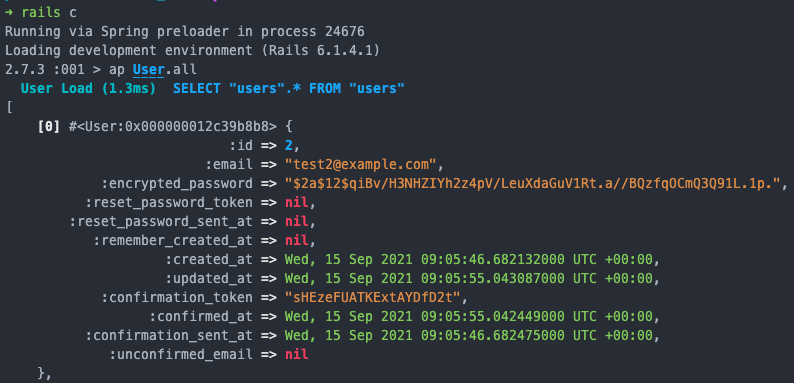 → rails c
Running via Spring preloader in process 24676
Loading development environment (Rails 6.1.4.1)
2.7.3 :001 > ap User.all
  User Load (1.3ms)  SELECT "users".* FROM "users"
[
    [0] #<User:0x000000012c39b8b8> {
                            :id => 2,
                         :email => "test2@example.com",
            :encrypted_password => "$2a$12$qiBv/H3NHZIYh2z4pV/LeuXdaGuV1Rt.a//BQzfqOCmQ3Q91L.1p.",
          :reset_password_token => nil,
        :reset_password_sent_at => nil,
           :remember_created_at => nil,
                    :created_at => Wed, 15 Sep 2021 09:05:46.682132000 UTC +00:00,
                    :updated_at => Wed, 15 Sep 2021 09:05:55.043087000 UTC +00:00,
            :confirmation_token => "sHEzeFUATKExtAYDfD2t",
                  :confirmed_at => Wed, 15 Sep 2021 09:05:55.042449000 UTC +00:00,
          :confirmation_sent_at => Wed, 15 Sep 2021 09:05:46.682475000 UTC +00:00,
             :unconfirmed_email => nil
    },